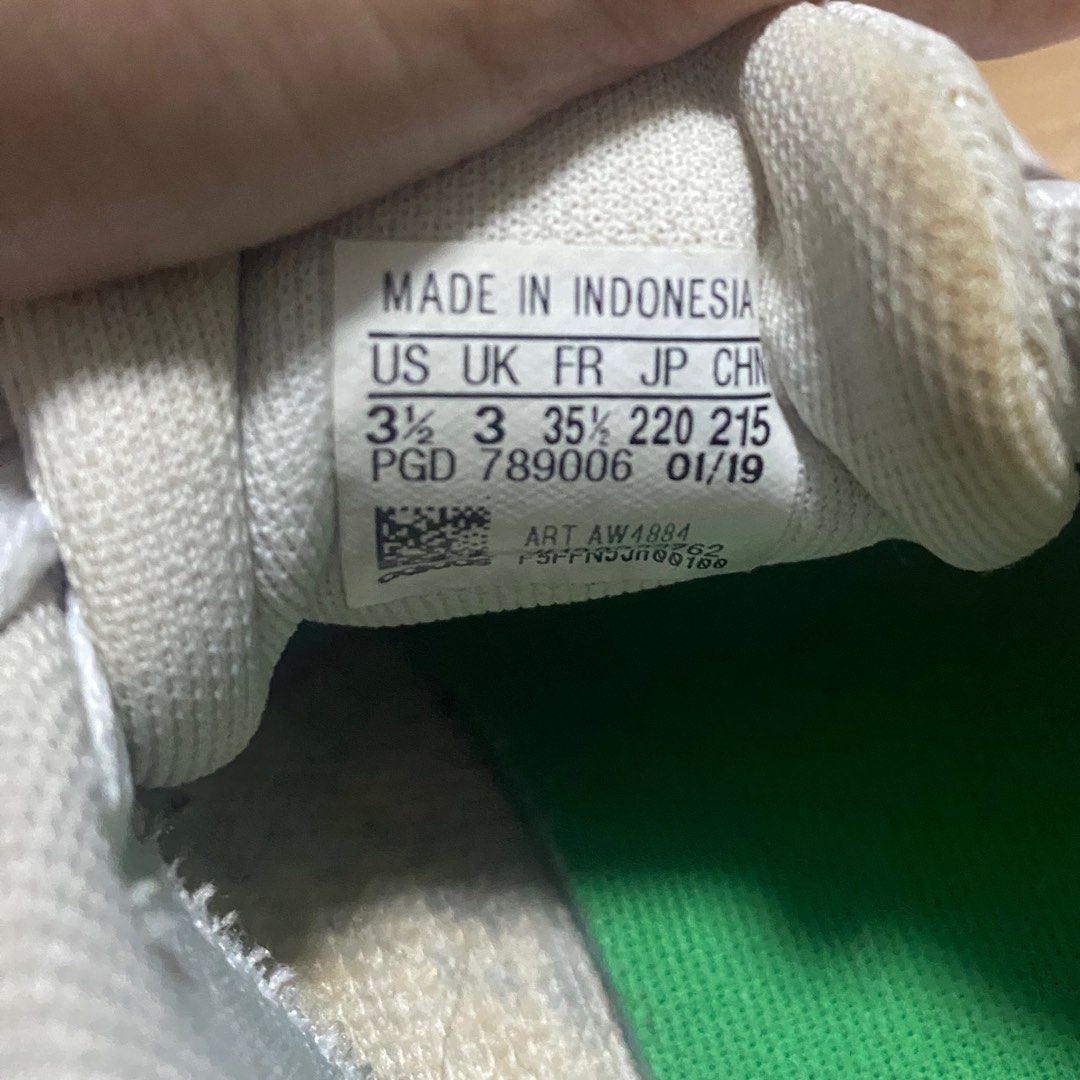 MADE IN INDONESIA
US UK FR JP CHN
3½ 3 35½ 220 215
PGD 789006 01/19
ART AW4884